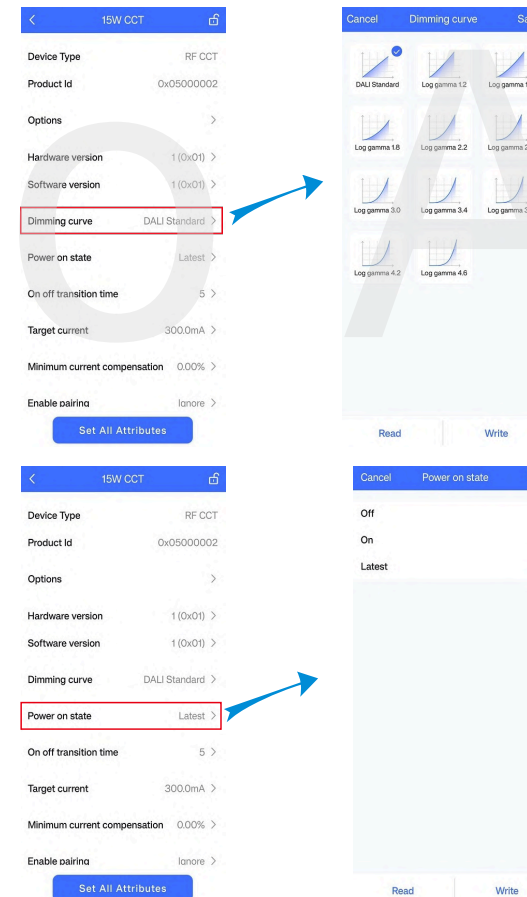 15W CCT
Device Type RF CCT
Product Id 0x05000002
Options
Hardware version 1 (0x01)
Software version 1 (0x01)
Dimming curve DALI Standard
Power on state Latest
On off transition time 5
Target current 300.0mA
Minimum current compensation 0.00%
Enable pairing Ignore
Set All Attributes
Cancel Dimming curve
DALI Standard Log gamma 1.2 Log gamma
Log gamma 1.8 Log gamma 2.2 Log gamma
Log gamma 3.0 Log gamma 3.4 Log gamma
Log gamma 4.2 Log gamma 4.6
Read Write
15W CCT
Device Type RF CCT
Product Id 0x05000002
Options
Hardware version 1 (0x01)
Software version 1 (0x01)
Dimming curve DALI Standard
Power on state Latest
On off transition time 5
Target current 300.0mA
Minimum current compensation 0.00%
Enable pairing Ignore
Set All Attributes
Cancel Power on state
Off
On
Latest
Read Write